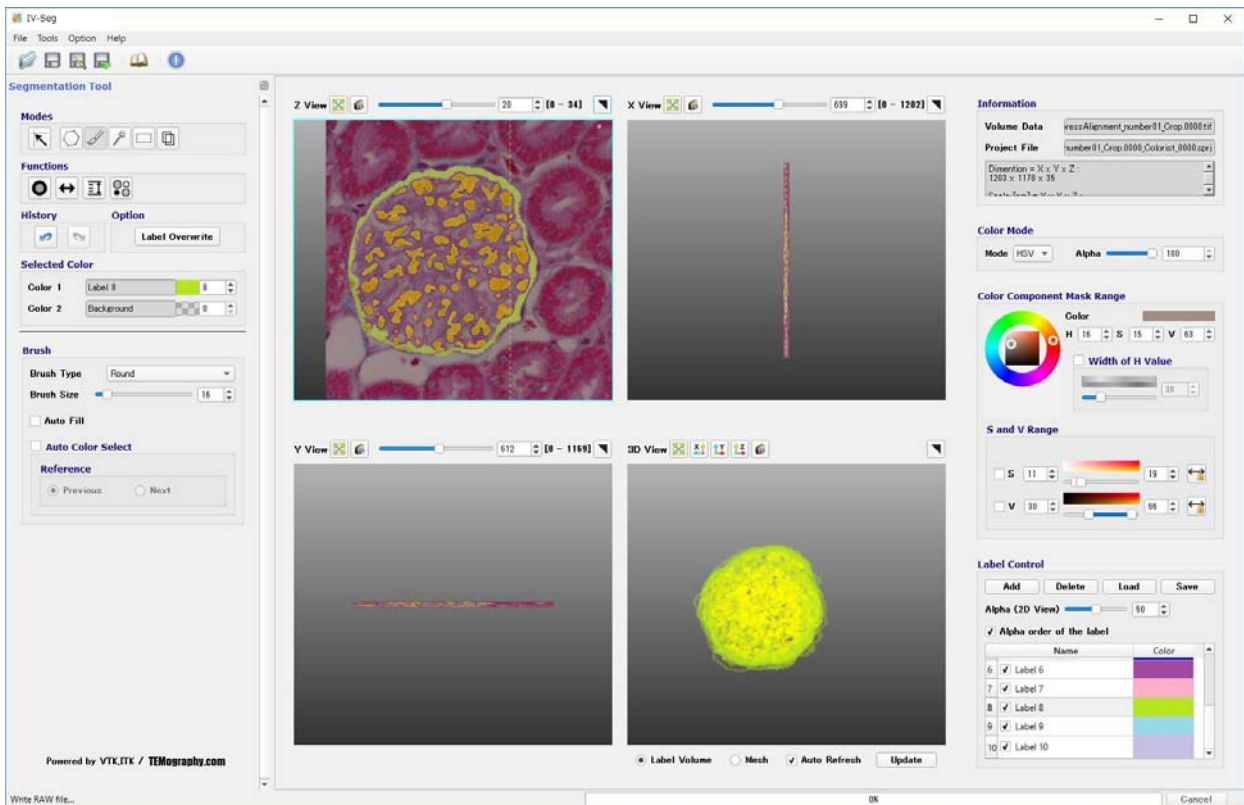 IV-Seg
File Tools Option Help
Segmentation Tool
Modes
Functions
History Option
Label Overwrite
Selected Color
Color 1 Label 8 8
Color 2 Background 0
Brush
Brush Type Round
Brush Size 16
Auto Fill
Auto Color Select
Reference
Previous Next
Powered by VTK,ITK / TEMography.com
Write RAW file...
Z View 20 [0 - 34]
X View 699 [0 - 1202]
Y View 612 [0 - 1169]
3D View
Label Volume Mesh Auto Refresh Update
0% Cancel
Information
Volume Data ressAlignment_number01_Crop.0000.tif
Project File number01_Crop.0000_Colorist_0000.sprj
Dimention = X x Y x Z :
1203 x 1170 x 35
Color Mode
Mode HSV Alpha 100
Color Component Mask Range
Color
H 16 S 15 V 63
Width of H Value
S and V Range
S 11 19
V 30 96
Label Control
Add Delete Load Save
Alpha (2D View) 50
Alpha order of the label
Name Color
6 Label 6
7 Label 7
8 Label 8
9 Label 9
10 Label 10